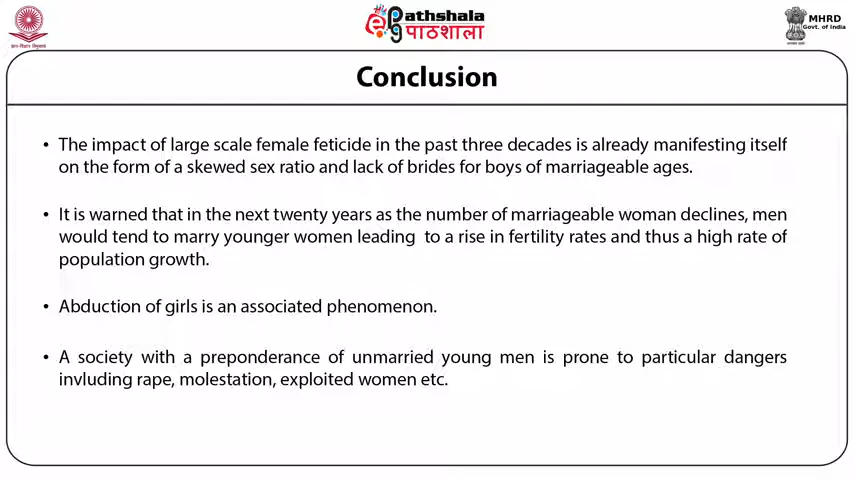 Pathshala
पाठशाला
MHRD
Govt. of India
Conclusion
• The impact of large scale female feticide in the past three decades is already manifesting itself
on the form of a skewed sex ratio and lack of brides for boys of marriageable ages.
• It is warned that in the next twenty years as the number of marriageable woman declines, men
would tend to marry younger women leading to a rise in fertility rates and thus a high rate of
population growth.
• Abduction of girls is an associated phenomenon.
• A society with a preponderance of unmarried young men is prone to particular dangers
invluding rape, molestation, exploited women etc.